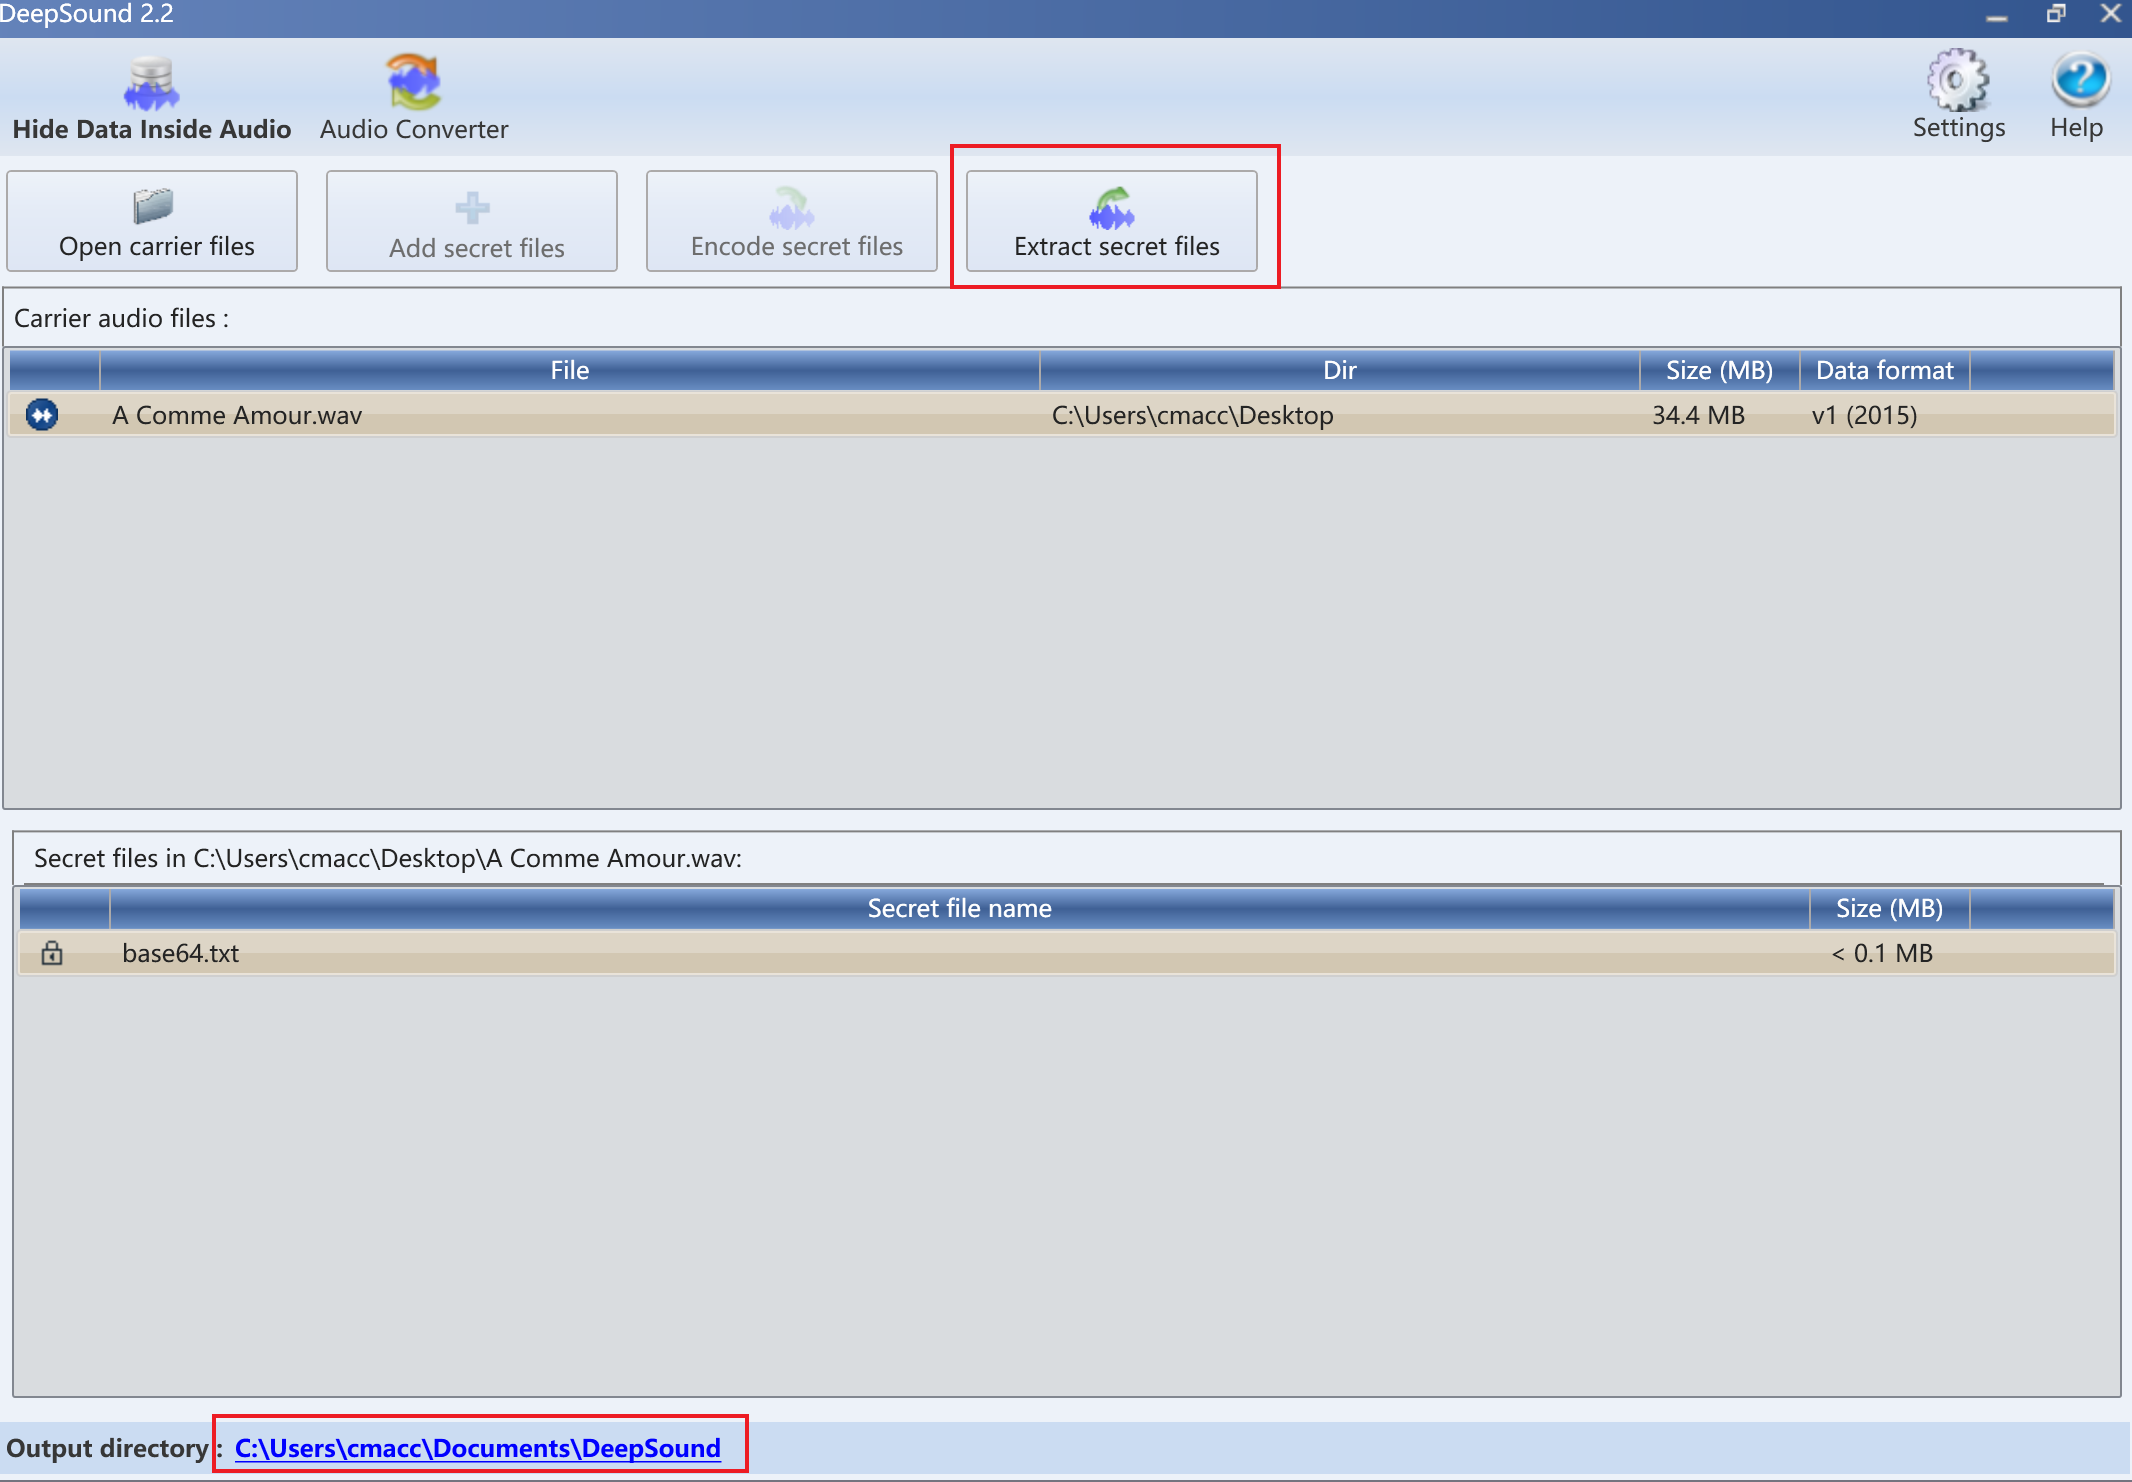 DeepSound 2.2
Hide Data Inside Audio Audio Converter Settings Help
Open carrier files Add secret files Encode secret files Extract secret files
Carrier audio files :
File Dir Size (MB) Data format
A Comme Amour.wav C:\Users\cmacc\Desktop 34.4 MB v1 (2015)
Secret files in C:\Users\cmacc\Desktop\A Comme Amour.wav:
Secret file name Size (MB)
base64.txt < 0.1 MB
Output directory : C:\Users\cmacc\Documents\DeepSound